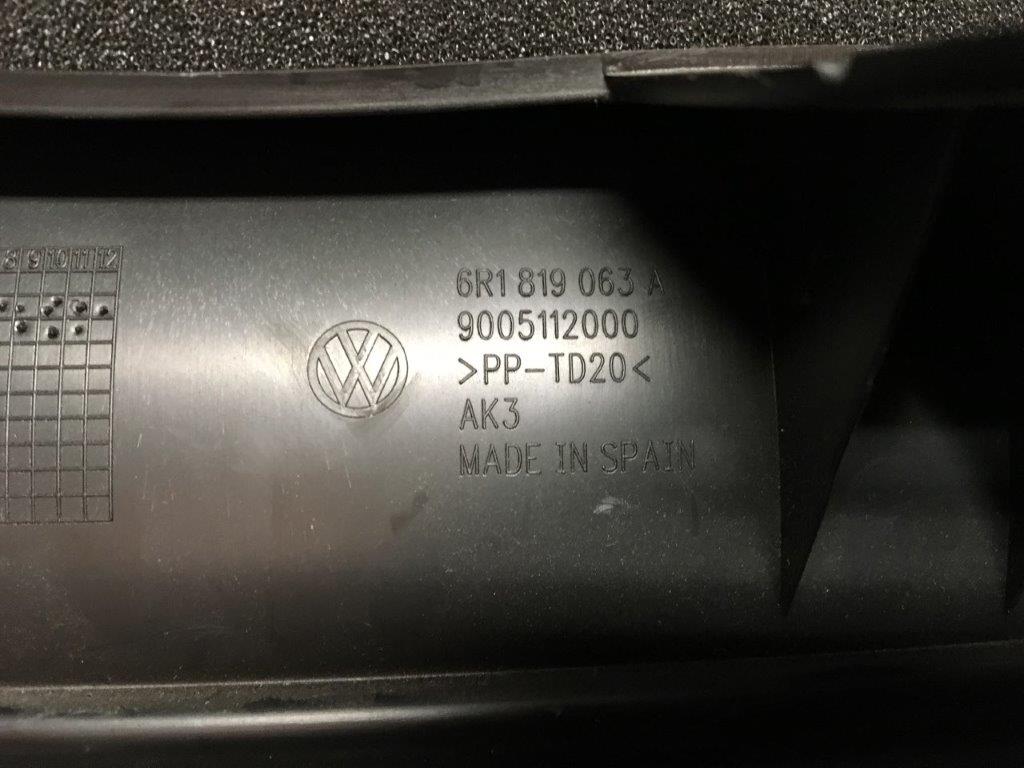 8 9 10 11 12
6R1 819 063 A
9005112000
>PP-TD20<
AK3
MADE IN SPAIN